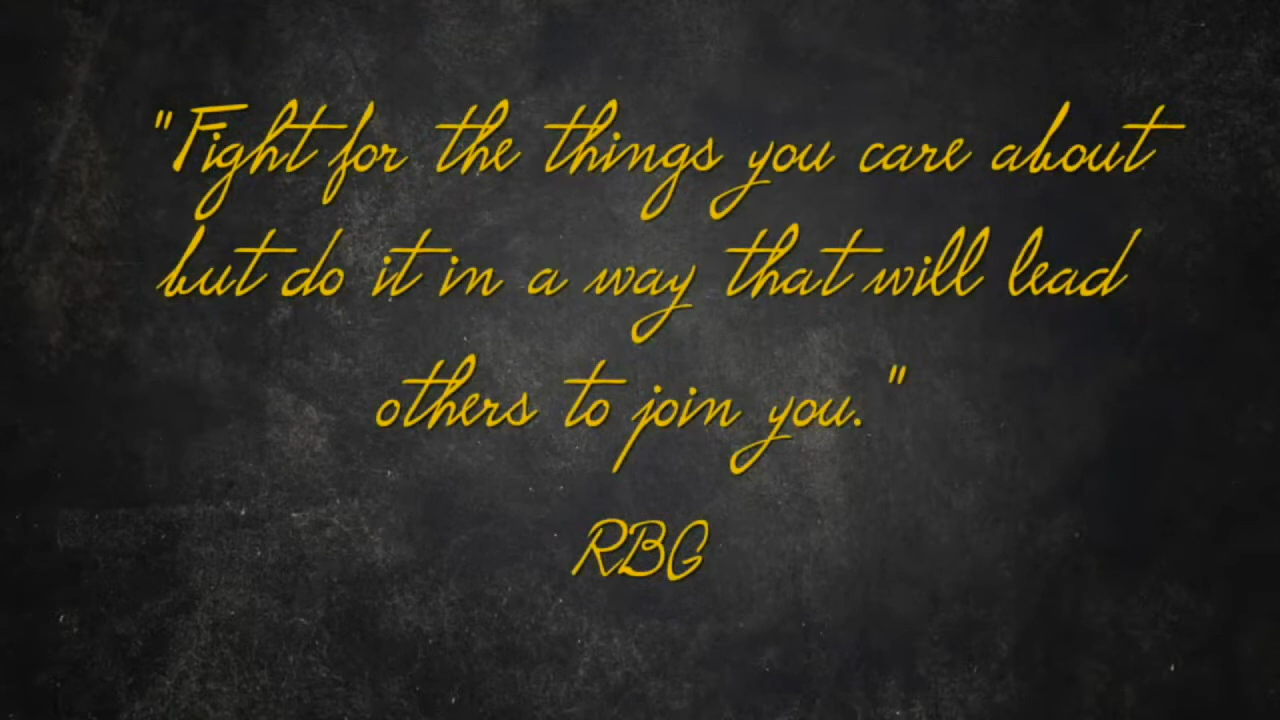 "Fight for the things you care about
but do it in a way that will lead
others to join you."
RBG